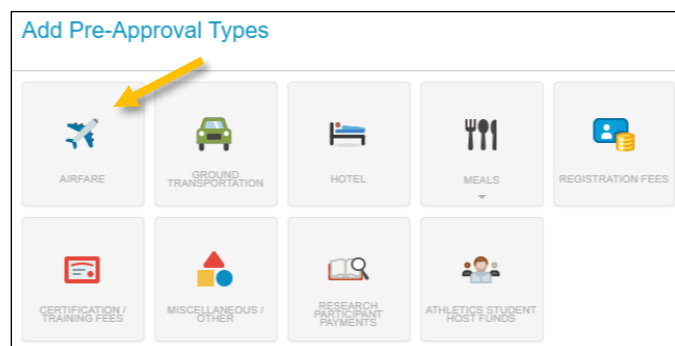 Add Pre-Approval Types
AIRFARE
GROUND
TRANSPORTATION
HOTEL
MEALS
REGISTRATION FEES
CERTIFICATION /
TRAINING FEES
MISCELLANEOUS /
OTHER
RESEARCH
PARTICIPANT
PAYMENTS
ATHLETICS STUDENT
HOST FUNDS